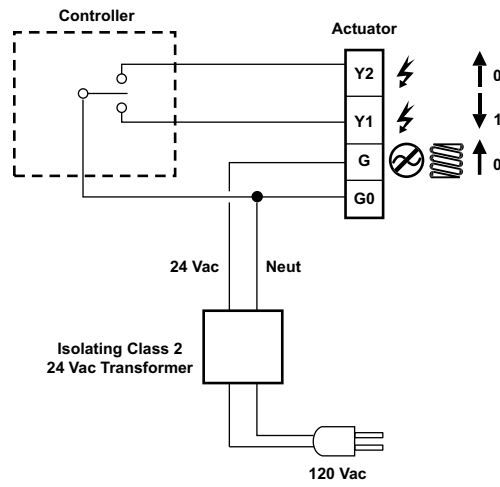 Controller
Actuator
Y2
0
Y1
1
G
0
G0
24 Vac
Neut
Isolating Class 2
24 Vac Transformer
120 Vac